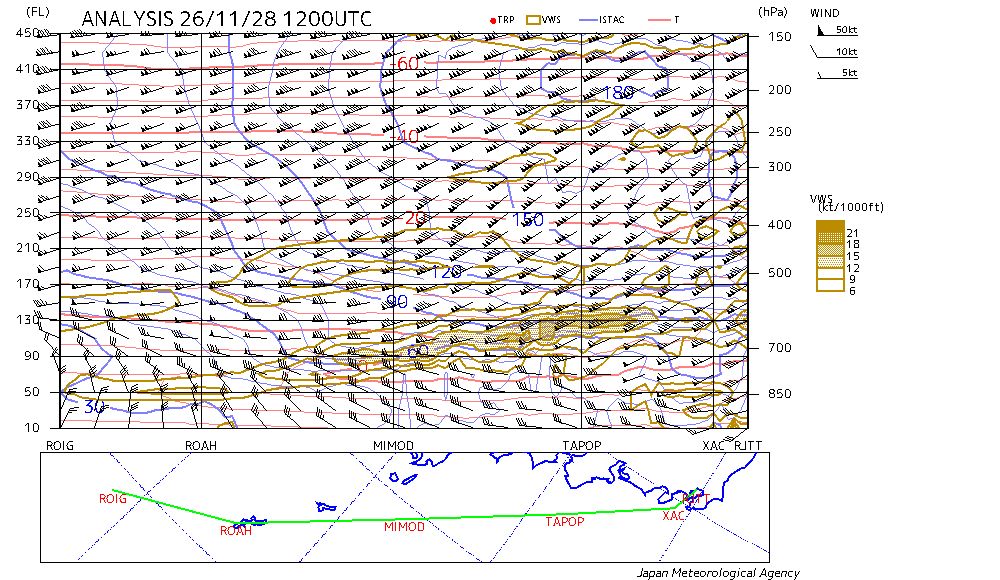 (FL)
ANALYSIS 26/11/28 1200UTC
TRP VWS ISTAC T
(hPa)
WIND
50kt
10kt
5kt
450
410
370
330
290
250
210
170
130
90
50
10
-60
180
-40
-20
150
120
90
60
30
150
200
250
300
400
500
700
850
VWS
(kt/1000ft)
21
18
15
12
9
6
ROIG ROAH MIMOD TAPOP XAC RJTT
ROIG
ROAH
MIMOD
TAPOP
XAC
RJTT
Japan Meteorological Agency